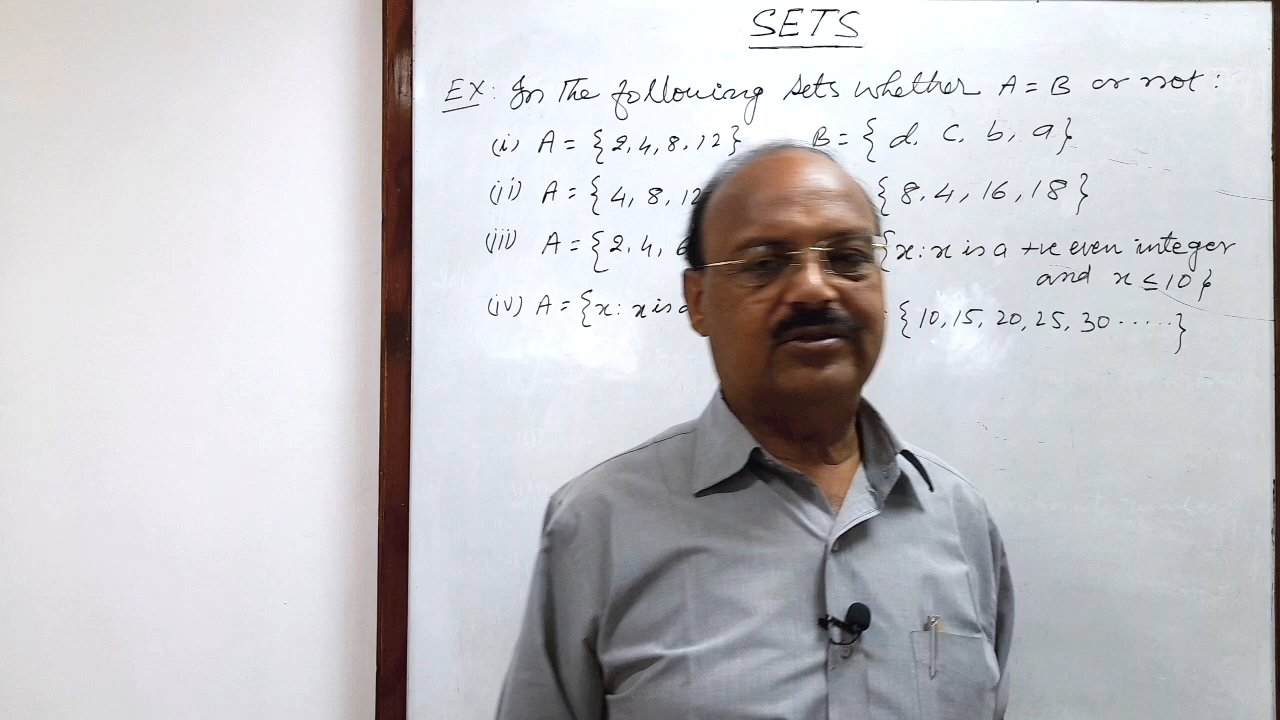 SETS
EX: In the following sets whether A = B or not :
(i) A = {2, 4, 8, 12} B = { d, c, b, a}
(ii) A = { 4, 8, 12 { 8, 4, 16, 18 }
(iii) A = {2, 4, 6 {x : x is a +ve even integer
and x ≤ 10}
(iv) A = {x : x is a { 10, 15, 20, 25, 30 ......}